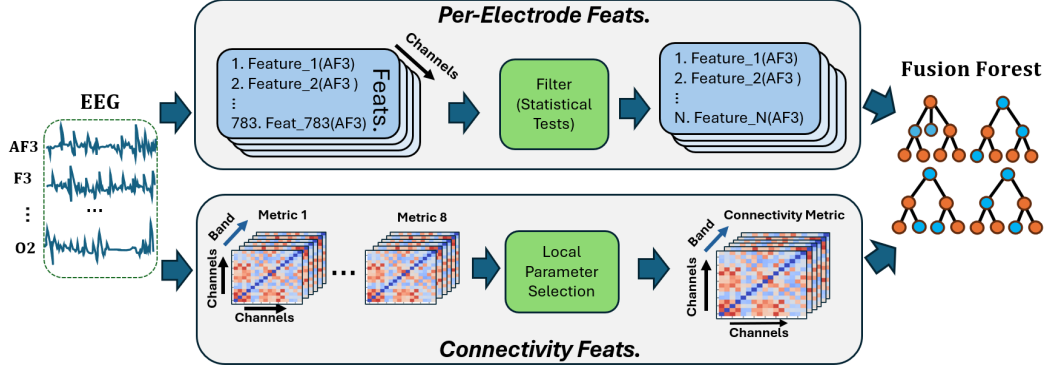 Per-Electrode Feats.
EEG
AF3
F3
⋮
...
O2
1. Feature_1(AF3)
2. Feature_2(AF3 )
⋮
783. Feat_783(AF3)
Feats.
Channels
Filter
(Statistical
Tests)
1. Feature_1(AF3)
2. Feature_2(AF3 )
⋮
N. Feature_N(AF3)
Fusion Forest
Band
Metric 1
Channels
Channels
...
Metric 8
Local
Parameter
Selection
Connectivity Metric
Band
Channels
Channels
Connectivity Feats.